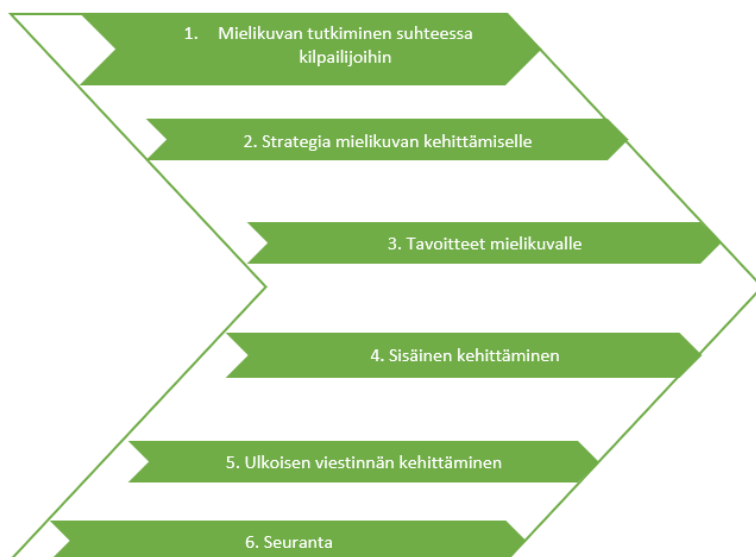 1. Mielikuvan tutkiminen suhteessa
kilpailijoihin
2. Strategia mielikuvan kehittämiselle
3. Tavoitteet mielikuvalle
4. Sisäinen kehittäminen
5. Ulkoisen viestinnän kehittäminen
6. Seuranta